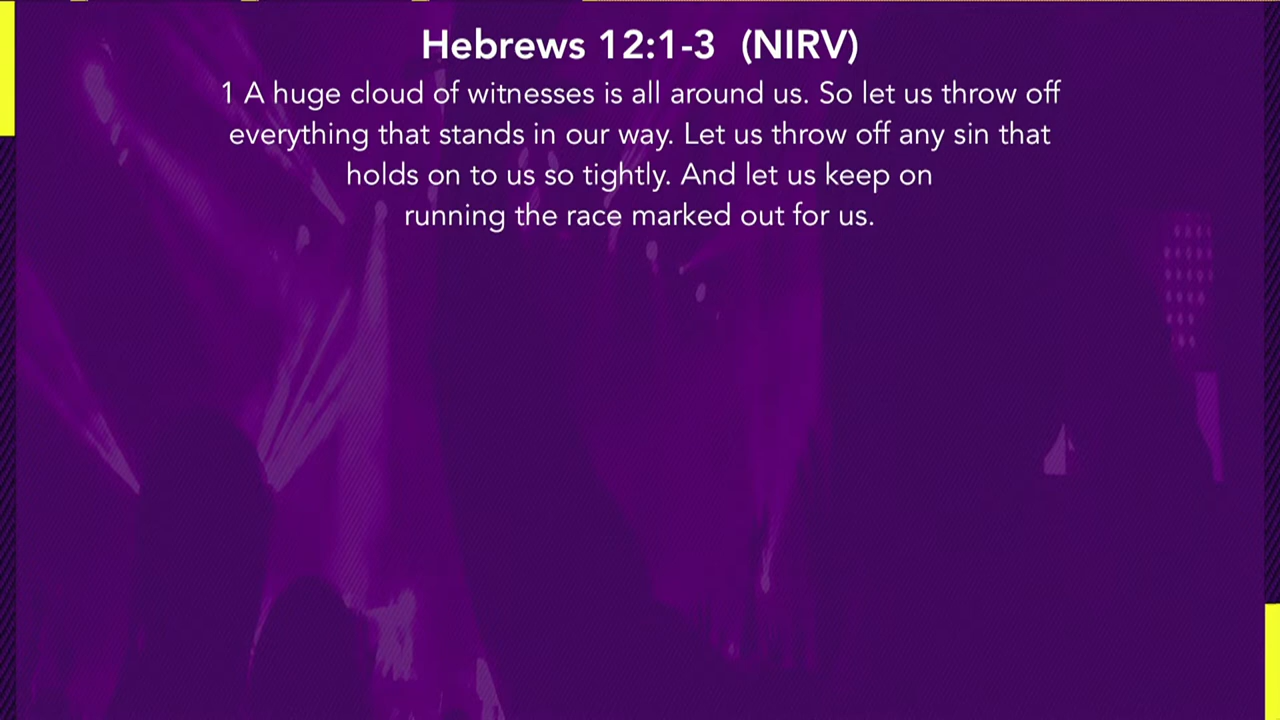 Hebrews 12:1-3 (NIRV)
1 A huge cloud of witnesses is all around us. So let us throw off
everything that stands in our way. Let us throw off any sin that
holds on to us so tightly. And let us keep on
running the race marked out for us.